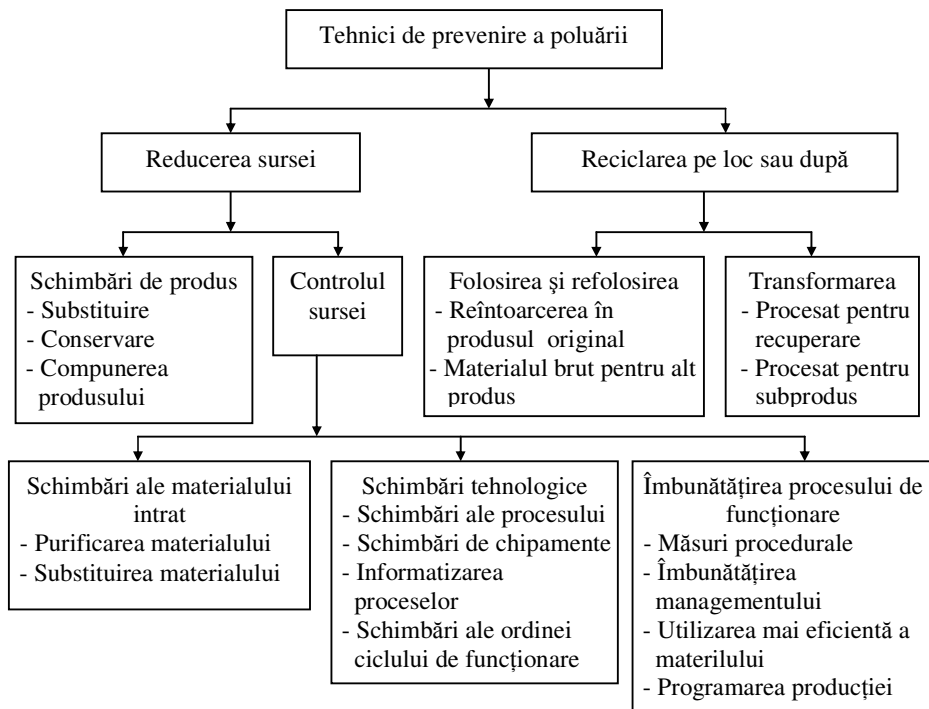 Tehnici de prevenire a poluării
Reducerea sursei
Reciclarea pe loc sau după
Schimbări de produs
- Substituire
- Conservare
- Compunerea
produsului
Controlul
sursei
Folosirea şi refolosirea
- Reîntoarcerea în
produsul original
- Materialul brut pentru alt
produs
Transformarea
- Procesat pentru
recuperare
- Procesat pentru
subprodus
Schimbări ale materialului
intrat
- Purificarea materialului
- Substituirea materialului
Schimbări tehnologice
- Schimbări ale procesului
- Schimbări de chipamente
- Informatizarea
proceselor
- Schimbări ale ordinei
ciclului de funcționare
Îmbunătățirea procesului de
funcționare
- Măsuri procedurale
- Îmbunătățirea
managementului
- Utilizarea mai eficientă a
materilului
- Programarea producției